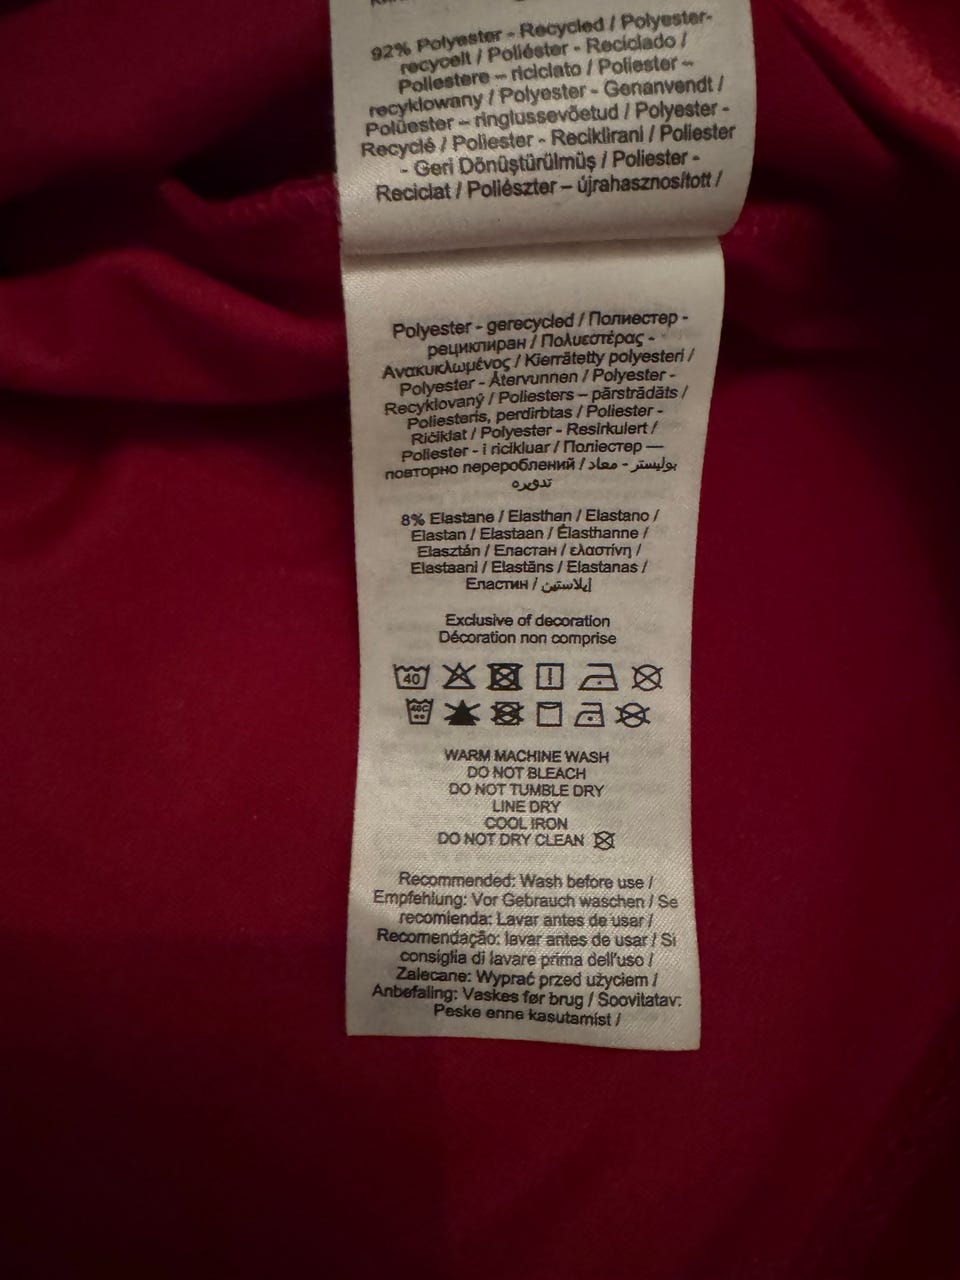 92% Polyester - Recycled / Polyester-
recycelt / Poliéster - Reciclado /
Poliestere – riciclato / Poliester –
recyklowany / Polyester - Genanvendt /
Polüester – ringlussevõetud / Polyester -
Recyclé / Poliester - Reciklirani / Poliester
- Geri Dönüştürülmüş / Poliester -
Reciclat / Poliészter – újrahasznosított /
Polyester - gerecycled / Полиестер -
рециклиран / Πολυεστέρας -
Ανακυκλωμένος / Kierrätetty polyesteri /
Polyester - Återvunnen / Polyester -
Recyklovaný / Poliesters – pārstrādāts /
Poliesteris, perdirbtas / Poliester -
Ričiklat / Polyester - Resirkulert /
Poliester - i ricikluar / Поліестер —
повторно перероблений / بوليستر - معاد
تدويره
8% Elastane / Elasthan / Elastano /
Elastan / Elastaan / Élasthanne /
Elasztán / Еластан / ελαστίνη /
Elastaani / Elastāns / Elastanas /
Еластин / إيلاستين
Exclusive of decoration
Décoration non comprise
40
40C
WARM MACHINE WASH
DO NOT BLEACH
DO NOT TUMBLE DRY
LINE DRY
COOL IRON
DO NOT DRY CLEAN
Recommended: Wash before use /
Empfehlung: Vor Gebrauch waschen / Se
recomienda: Lavar antes de usar /
Recomendação: lavar antes de usar / Si
consiglia di lavare prima dell'uso /
Zalecane: Wyprać przed użyciem /
Anbefaling: Vaskes før brug / Soovitatav:
Peske enne kasutamist /